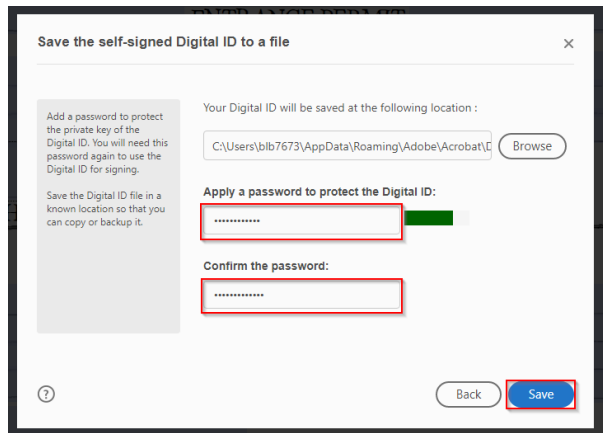 ENTRANCE PERMIT
Save the self-signed Digital ID to a file
Your Digital ID will be saved at the following location :
C:\Users\blb7673\AppData\Roaming\Adobe\Acrobat\D
Browse
Add a password to protect
the private key of the
Digital ID. You will need this
password again to use the
Digital ID for signing.
Save the Digital ID file in a
known location so that you
can copy or backup it.
Apply a password to protect the Digital ID:
••••••••••••
Confirm the password:
•••••••••••••
Back
Save